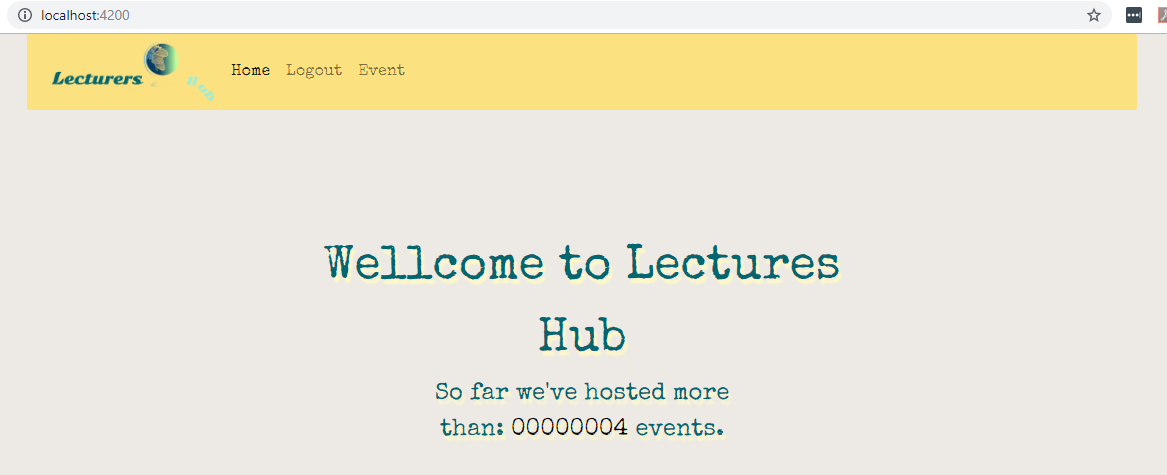 localhost:4200
Lecturers Hub Home Logout Event
Wellcome to Lectures
Hub
So far we've hosted more
than: 00000004 events.